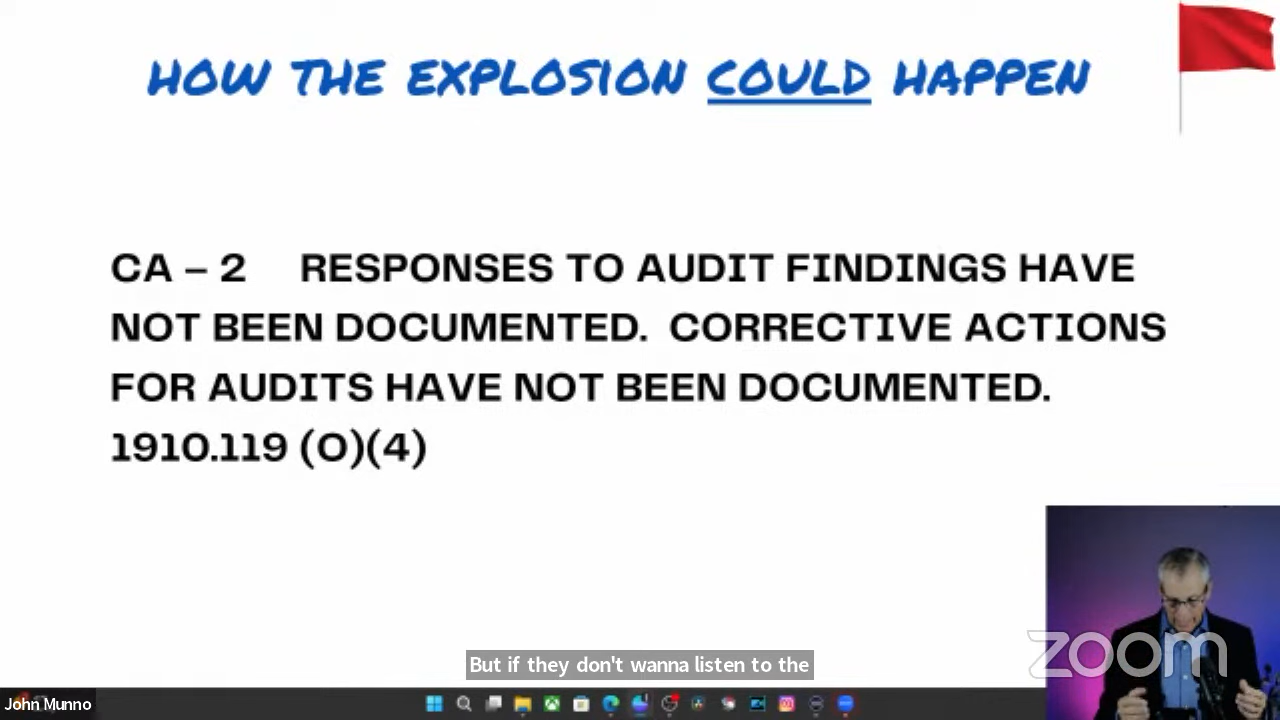 HOW THE EXPLOSION COULD HAPPEN
CA – 2 RESPONSES TO AUDIT FINDINGS HAVE
NOT BEEN DOCUMENTED. CORRECTIVE ACTIONS
FOR AUDITS HAVE NOT BEEN DOCUMENTED.
1910.119 (O)(4)
zoom
But if they don't wanna listen to the
John Munno